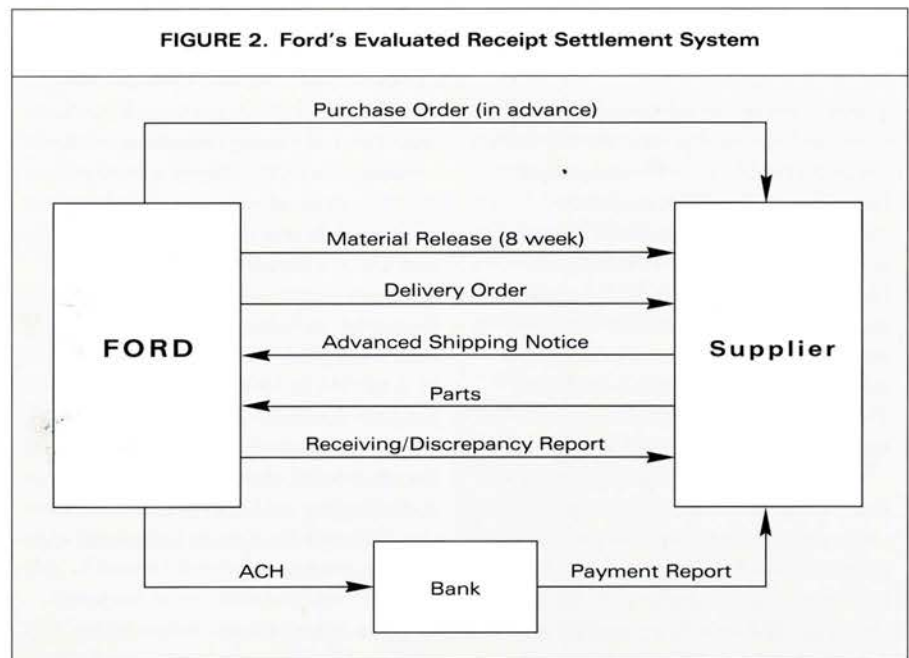 FIGURE 2. Ford's Evaluated Receipt Settlement System
Purchase Order (in advance)
Material Release (8 week)
Delivery Order
FORD
Advanced Shipping Notice
Supplier
Parts
Receiving/Discrepancy Report
ACH
Bank
Payment Report